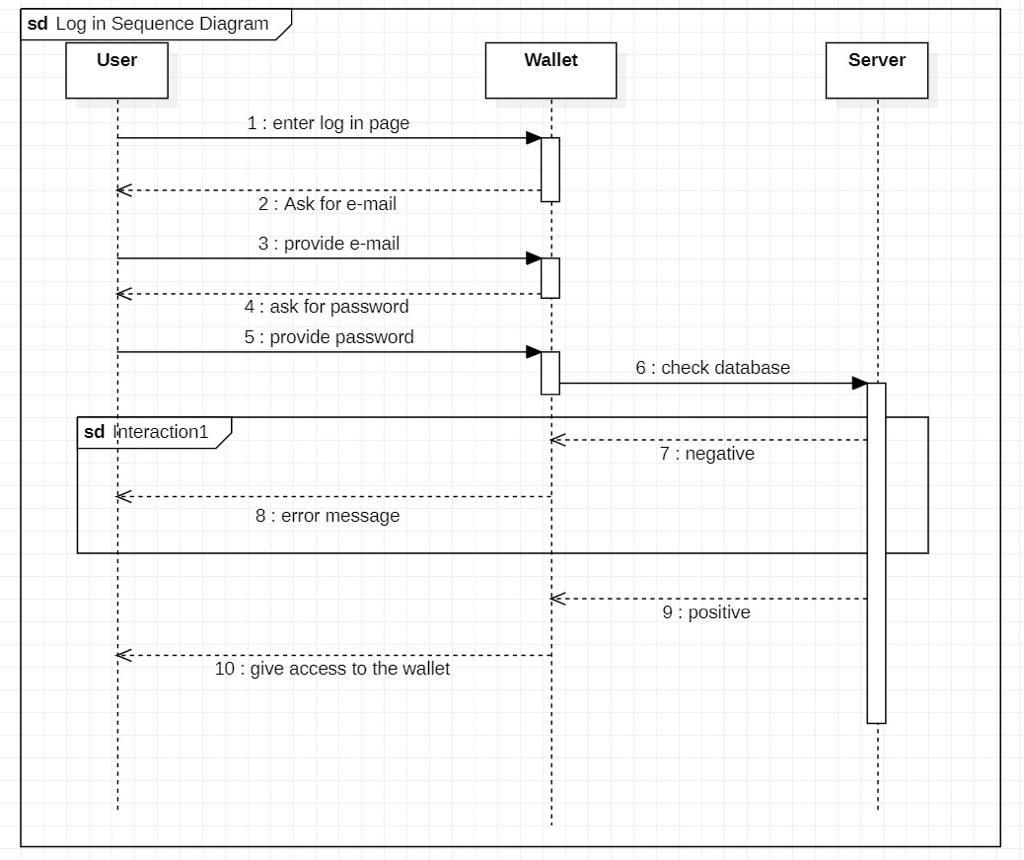 sd Log in Sequence Diagram
User
Wallet
Server
1 : enter log in page
2 : Ask for e-mail
3 : provide e-mail
4 : ask for password
5 : provide password
6 : check database
sd Interaction1
7 : negative
8 : error message
9 : positive
10 : give access to the wallet